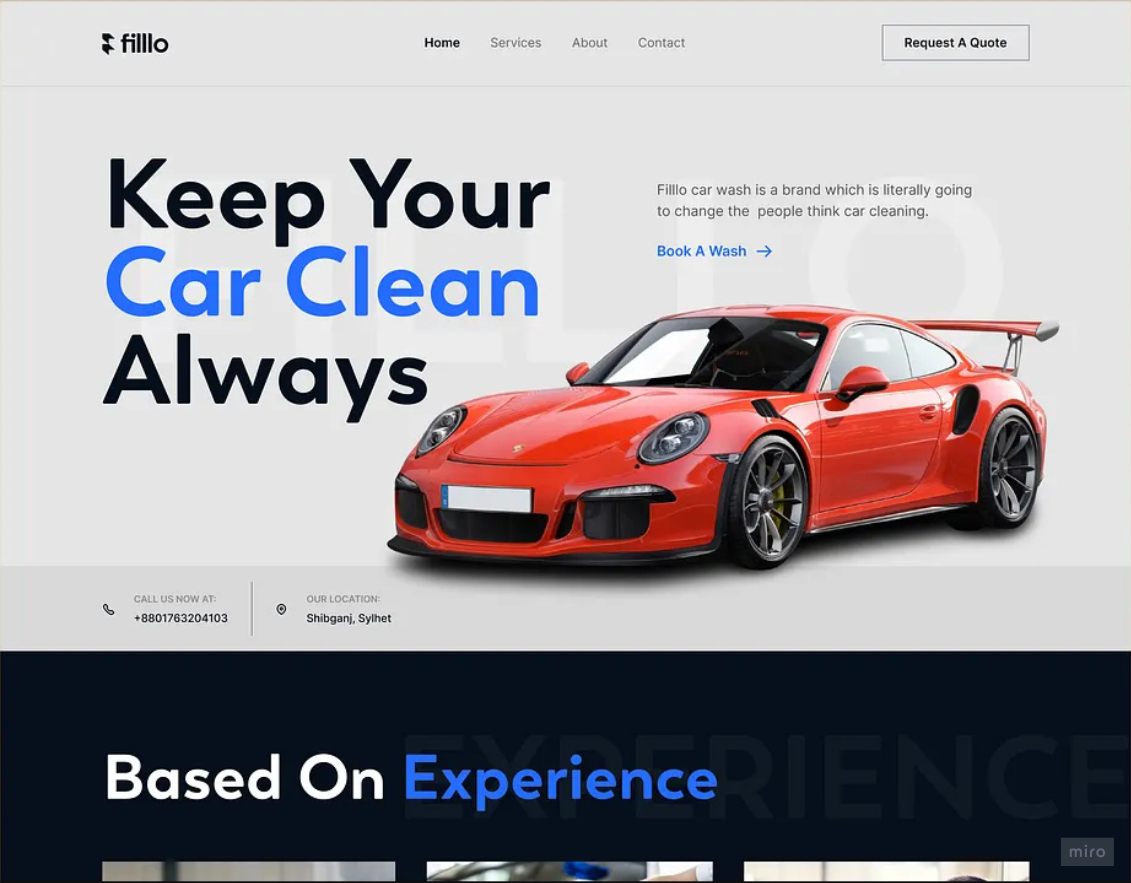 filllo
Home Services About Contact
Request A Quote
Keep Your
Car Clean
Always
Filllo car wash is a brand which is literally going
to change the  people think car cleaning.
Book A Wash
CALL US NOW AT:
+8801763204103
OUR LOCATION:
Shibganj, Sylhet
EXPERIENCE
Based On Experience
miro